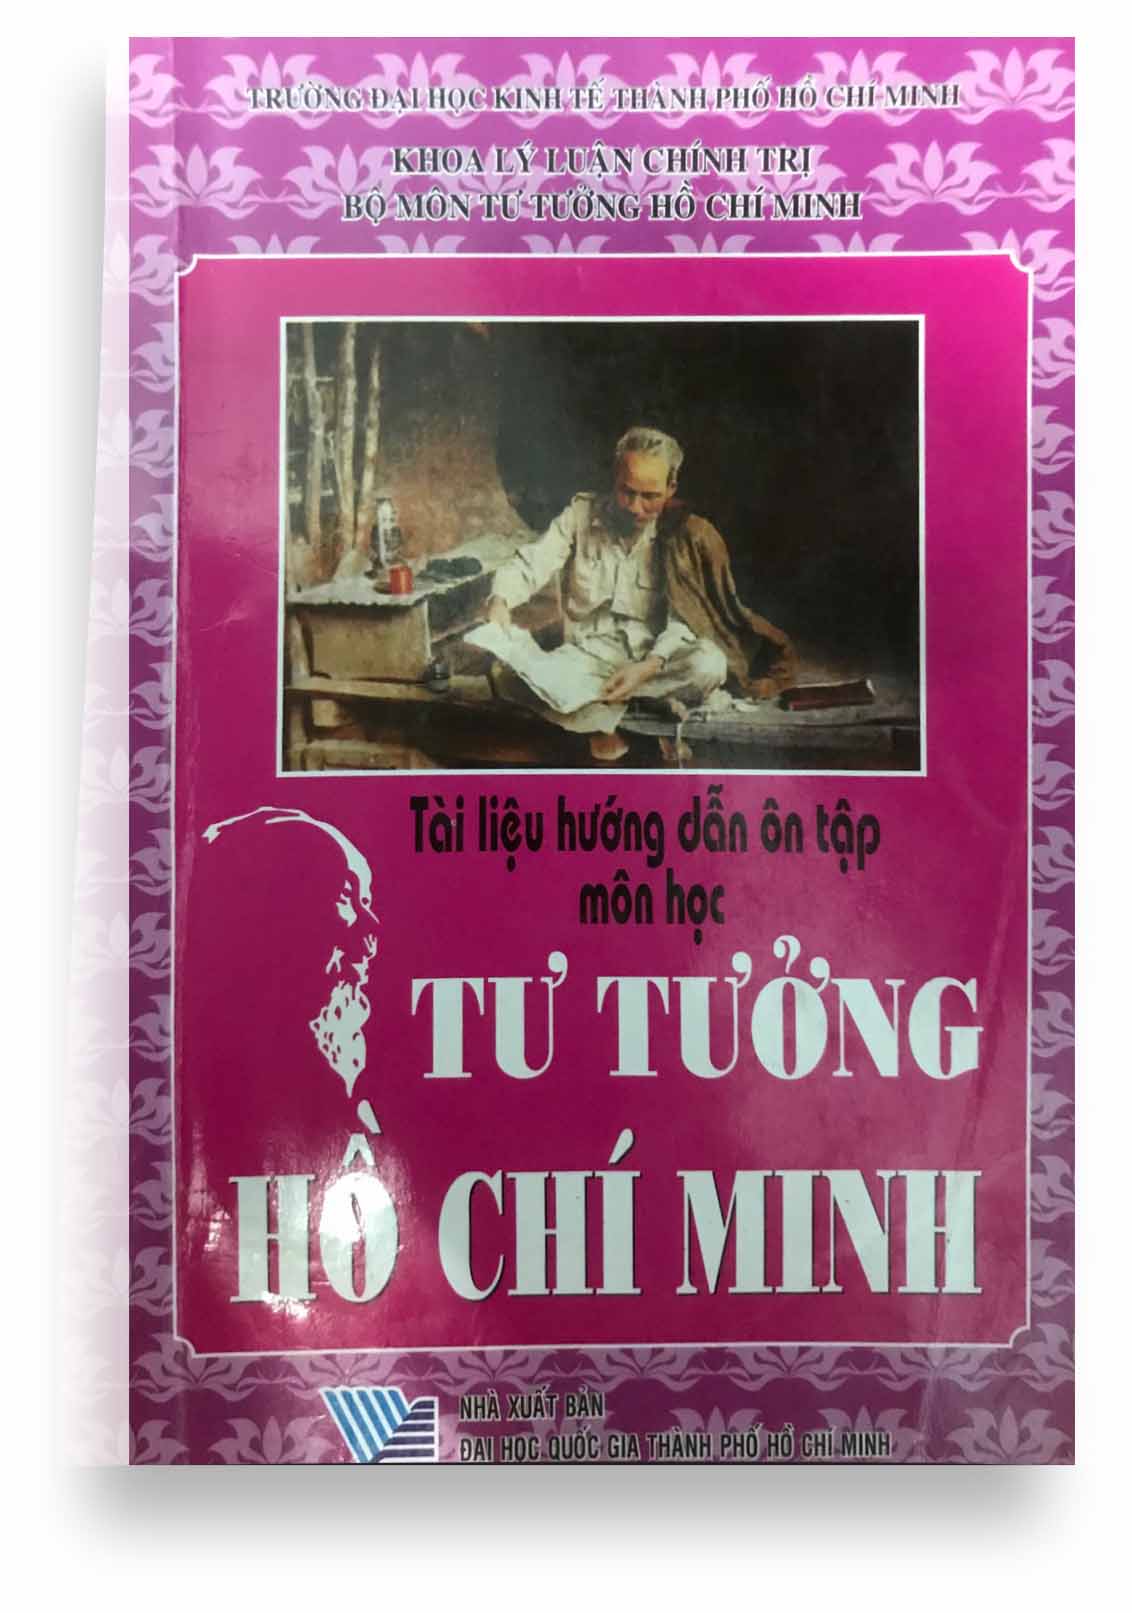 TRƯỜNG ĐẠI HỌC KINH TẾ THÀNH PHỐ HỒ CHÍ MINH
KHOA LÝ LUẬN CHÍNH TRỊ
BỘ MÔN TƯ TƯỞNG HỒ CHÍ MINH
Tài liệu hướng dẫn ôn tập
môn học
TƯ TƯỞNG
HỒ CHÍ MINH
NHÀ XUẤT BẢN
ĐẠI HỌC QUỐC GIA THÀNH PHỐ HỒ CHÍ MINH